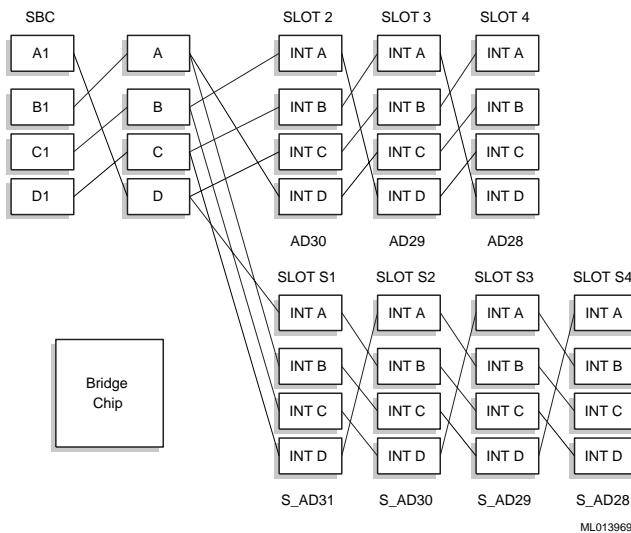 SBC SLOT 2 SLOT 3 SLOT 4
A1 A INT A INT A INT A
B1 B INT B INT B INT B
C1 C INT C INT C INT C
D1 D INT D INT D INT D
AD30 AD29 AD28
SLOT S1 SLOT S2 SLOT S3 SLOT S4
INT A INT A INT A INT A
INT B INT B INT B INT B
INT C INT C INT C INT C
INT D INT D INT D INT D
Bridge
Chip
S_AD31 S_AD30 S_AD29 S_AD28
ML013969